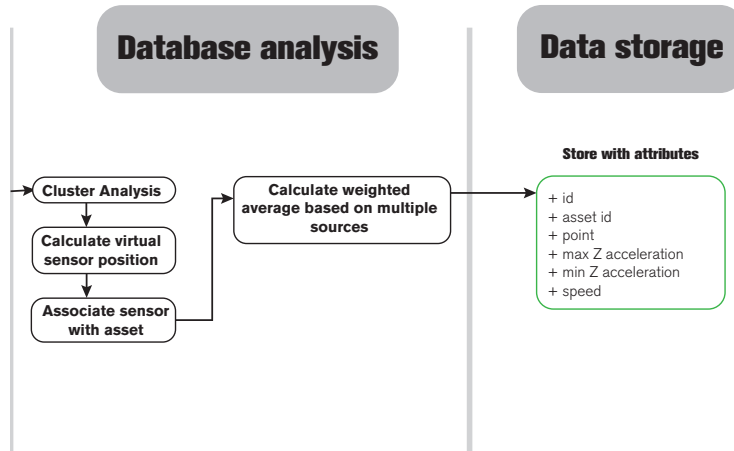 Database analysis
Data storage
Cluster Analysis
Calculate virtual
sensor position
Associate sensor
with asset
Calculate weighted
average based on multiple
sources
Store with attributes
+ id
+ asset id
+ point
+ max Z acceleration
+ min Z acceleration
+ speed